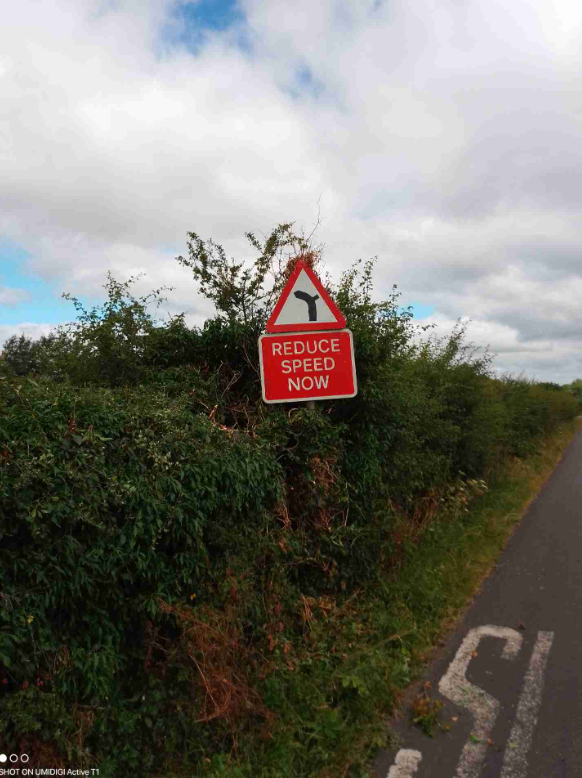 REDUCE
SPEED
NOW
SHOT ON UMIDIGI Active T1